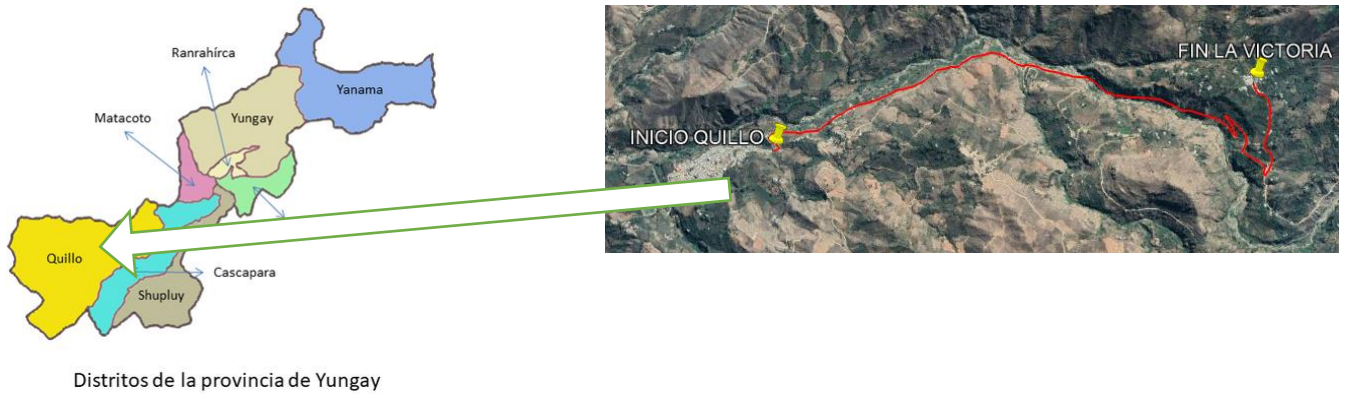 Ranrahírca
Yanama
Matacoto
Yungay
Quillo
Cascapara
Shupluy
Distritos de la provincia de Yungay
INICIO QUILLO
FIN LA VICTORIA